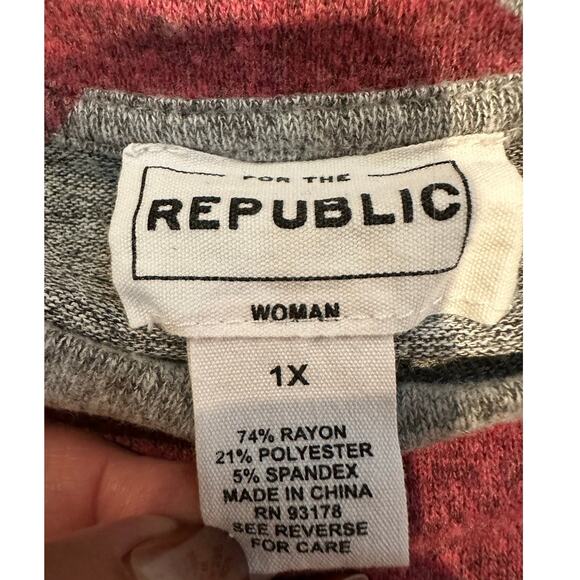 FOR THE
REPUBLIC
WOMAN
1X
74% RAYON
21% POLYESTER
5% SPANDEX
MADE IN CHINA
RN 93178
SEE REVERSE
FOR CARE